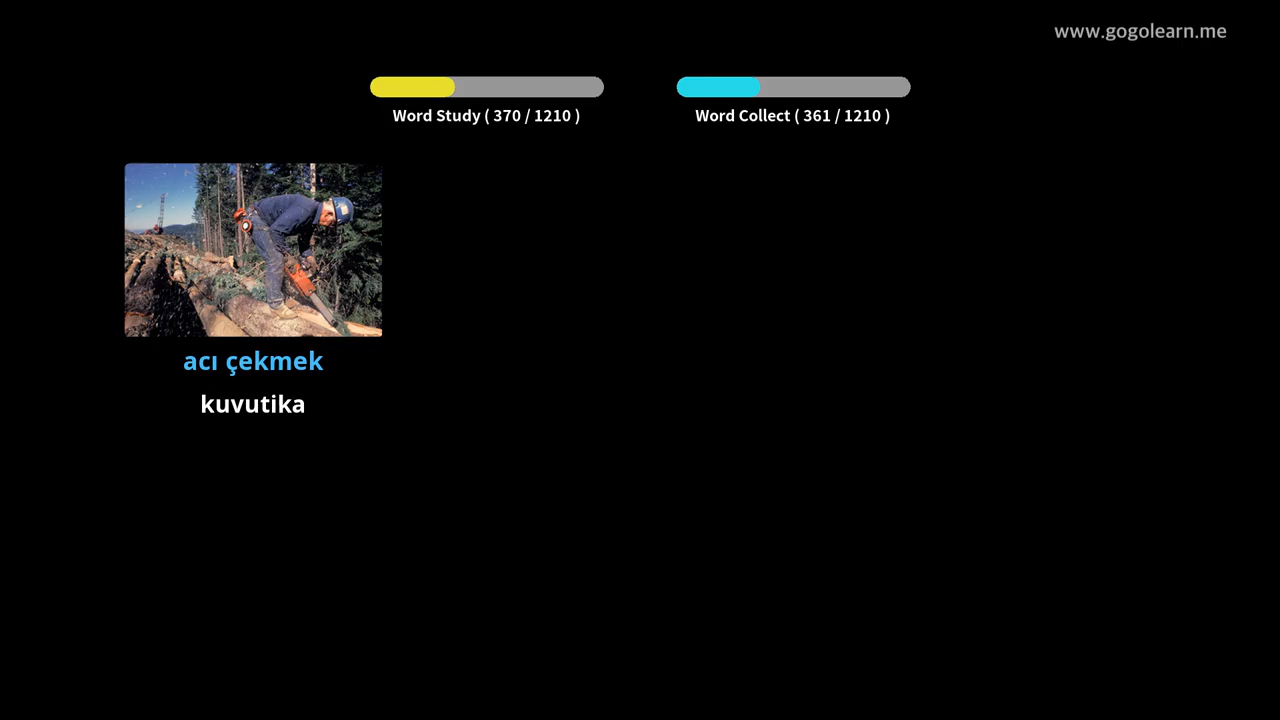 www.gogolearn.me
Word Study ( 370 / 1210 )
Word Collect ( 361 / 1210 )
acı çekmek
kuvutika